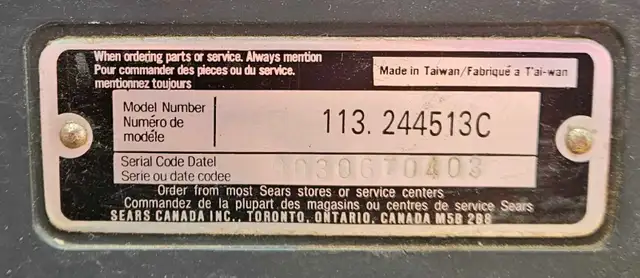 When ordering parts or service. Always mention
Pour commander des pieces ou du service.
mentionnez toujours
Made in Taiwan/Fabriqué a T'ai-wan
Model Number
Numéro de
modéle
113. 244513C
Serial Code Datel
Serie ou date codee
Order from most Sears stores or service centers
Commandez de la plupart des magasins ou centres de service Sears
SEARS CANADA INC., TORONTO, ONTARIO. CANADA M5B 2B8